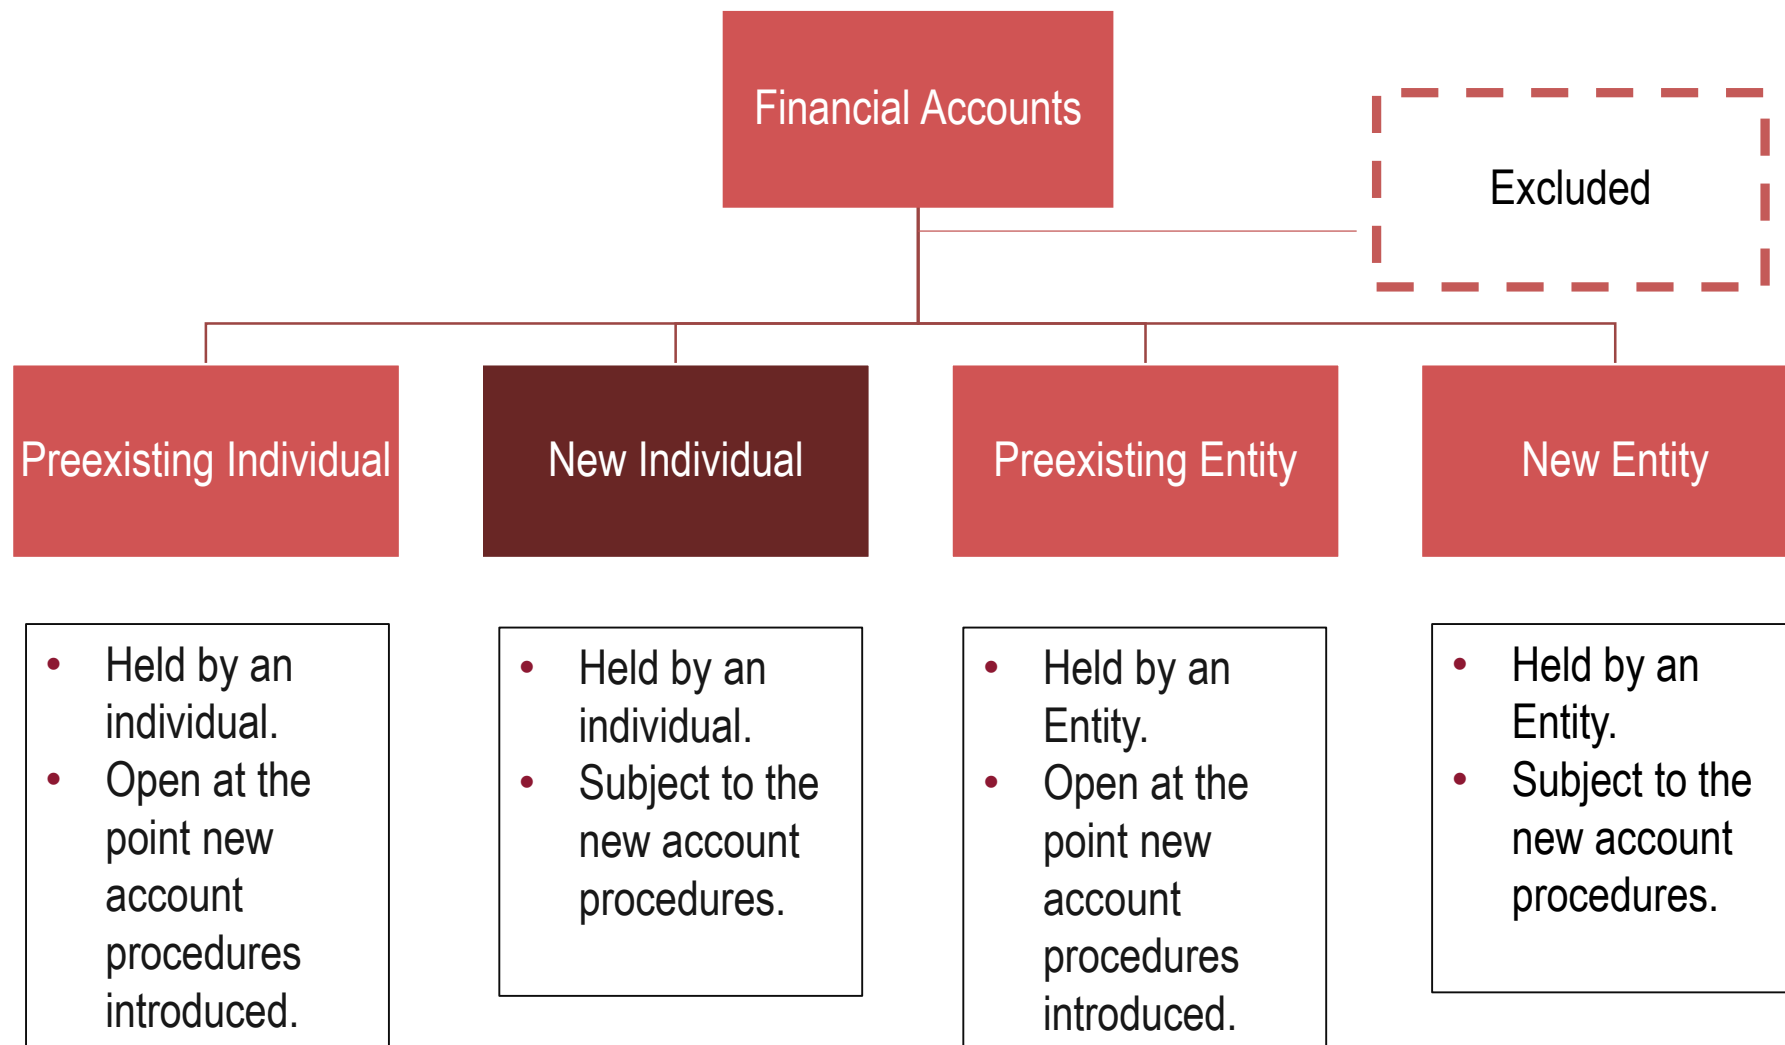 Financial Accounts
Excluded
Preexisting Individual
New Individual
Preexisting Entity
New Entity
• Held by an
individual.
• Open at the
point new
account
procedures
introduced.
• Held by an
individual.
• Subject to the
new account
procedures.
• Held by an
Entity.
• Open at the
point new
account
procedures
introduced.
• Held by an
Entity.
• Subject to the
new account
procedures.